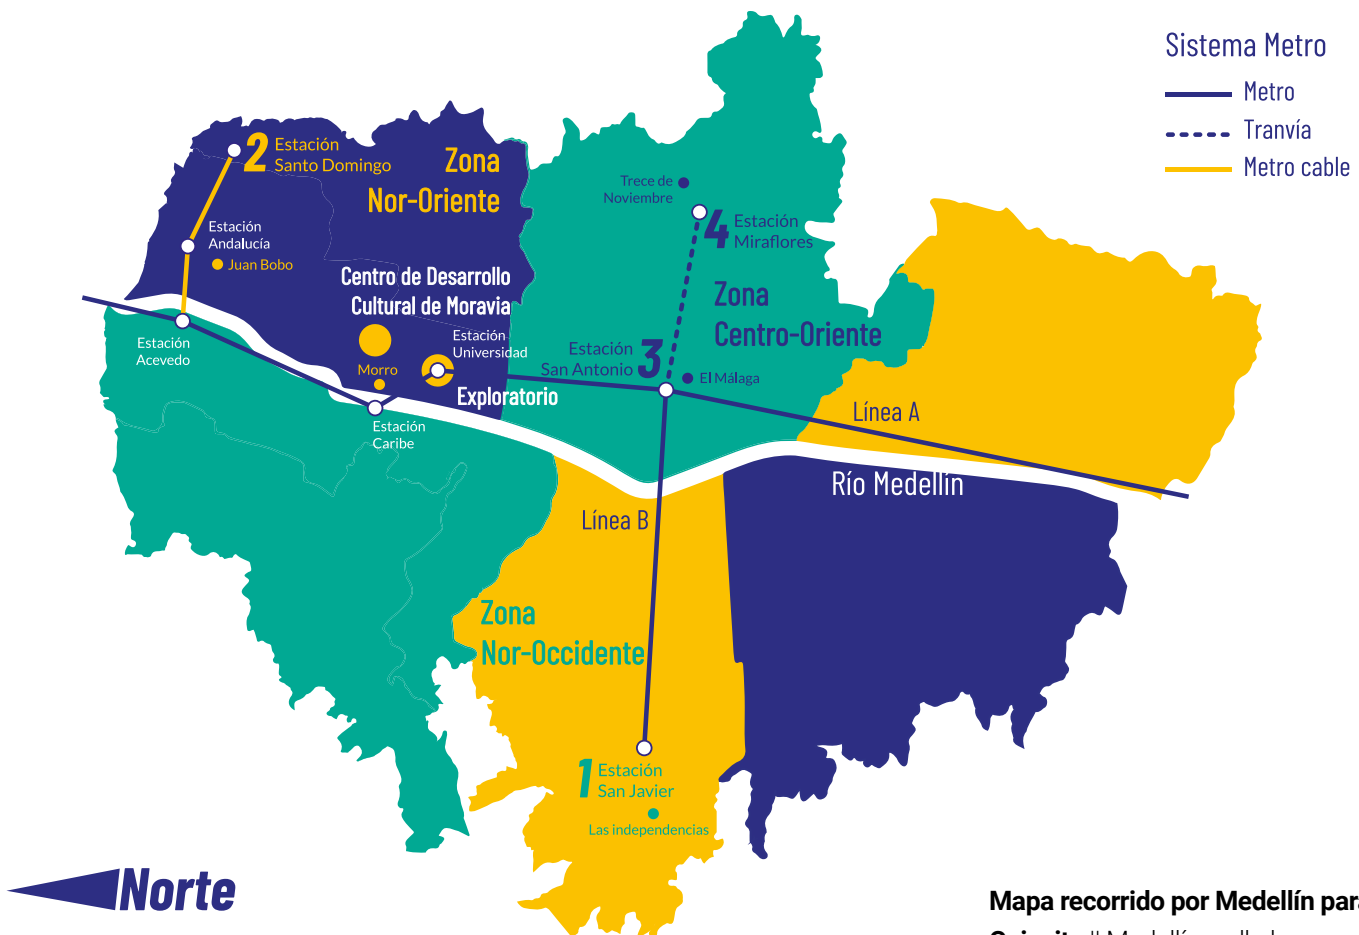 Sistema Metro
Metro
Tranvía
Metro cable
2 Estación
Santo Domingo
Zona
Nor-Oriente
Estación
Andalucía
Juan Bobo
Centro de Desarrollo
Cultural de Moravia
Estación
Universidad
Morro
Exploratorio
Estación
Acevedo
Estación
Caribe
Trece de
Noviembre
4 Estación
Miraflores
Zona
Centro-Oriente
Estación
San Antonio
3
El Málaga
Línea A
Río Medellín
Línea B
Zona
Nor-Occidente
1 Estación
San Javier
Las independencias
Norte
Mapa recorrido por Medellín para